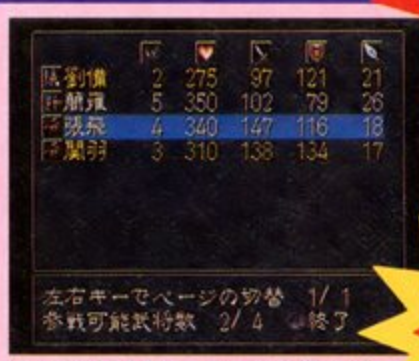 劉備 2 275 97 121 21
蘭羅 5 350 102 79 26
張飛 4 340 147 116 18
関羽 3 310 138 134 17
左右キーでページの切替 1/ 1
参戦可能武将数 2/ 4 終了